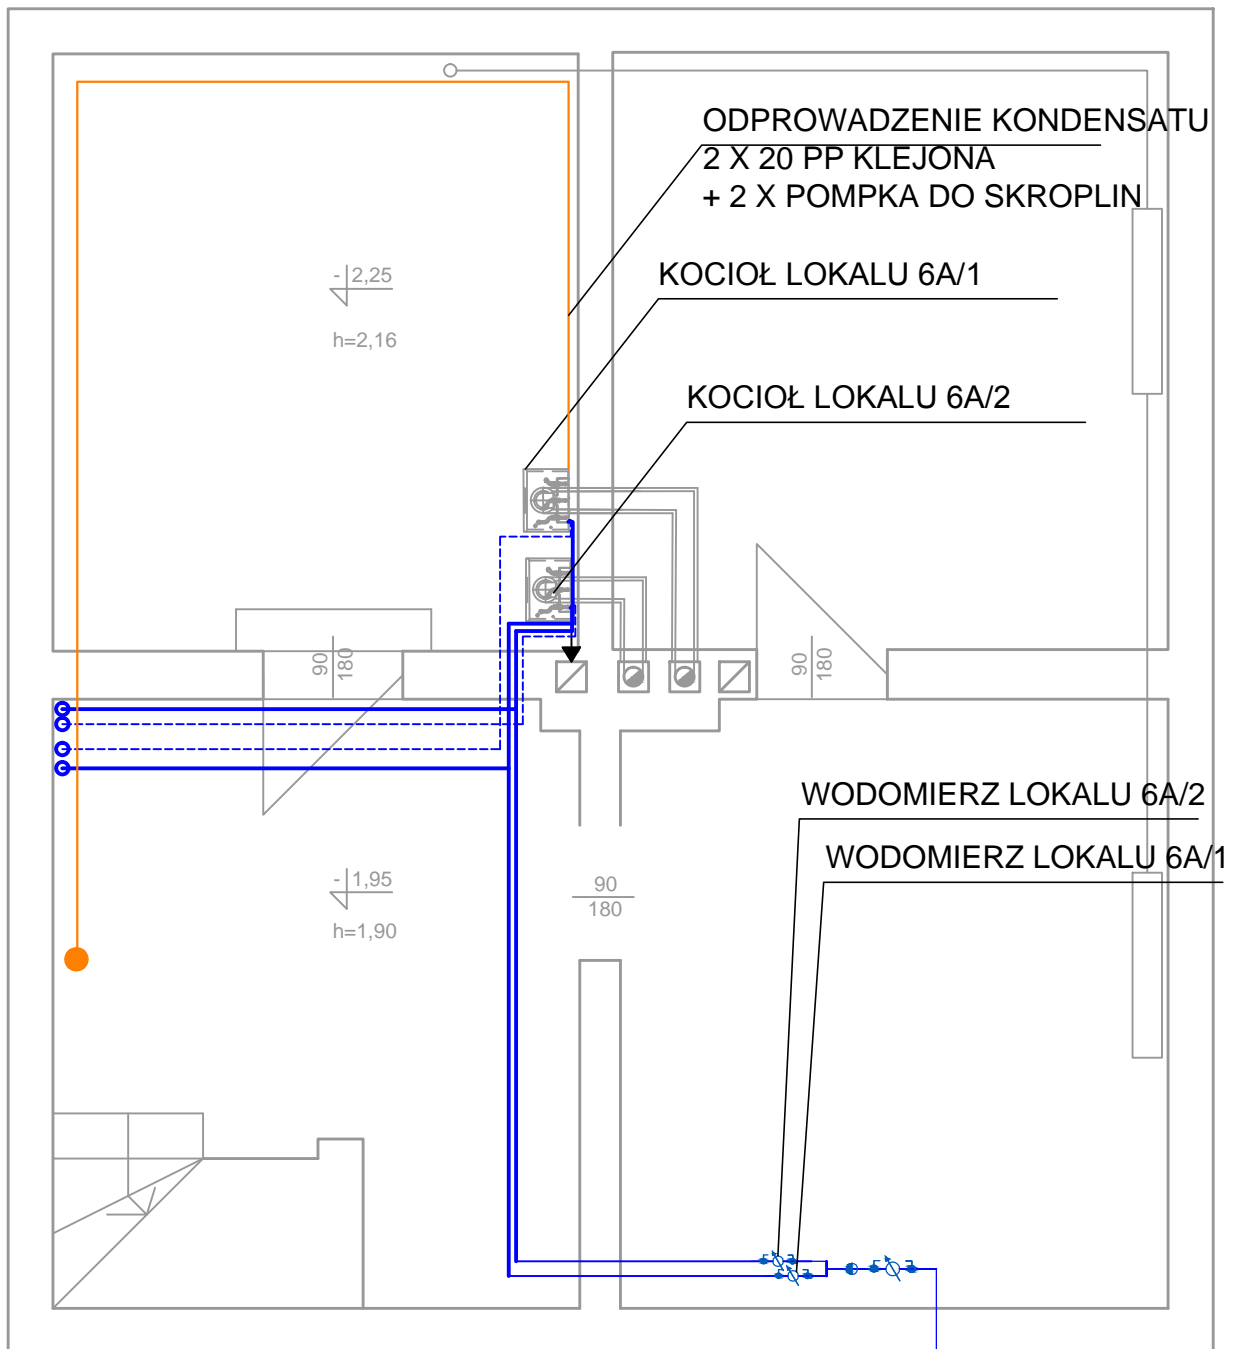 ODPROWADZENIE KONDENSATU
2 X 20 PP KLEJONA
+ 2 X POMPKA DO SKROPLIN
KOCIOŁ LOKALU 6A/1
- 2,25
h=2,16
KOCIOŁ LOKALU 6A/2
90
180
90
180
WODOMIERZ LOKALU 6A/2
WODOMIERZ LOKALU 6A/1
- 1,95
h=1,90
90
180